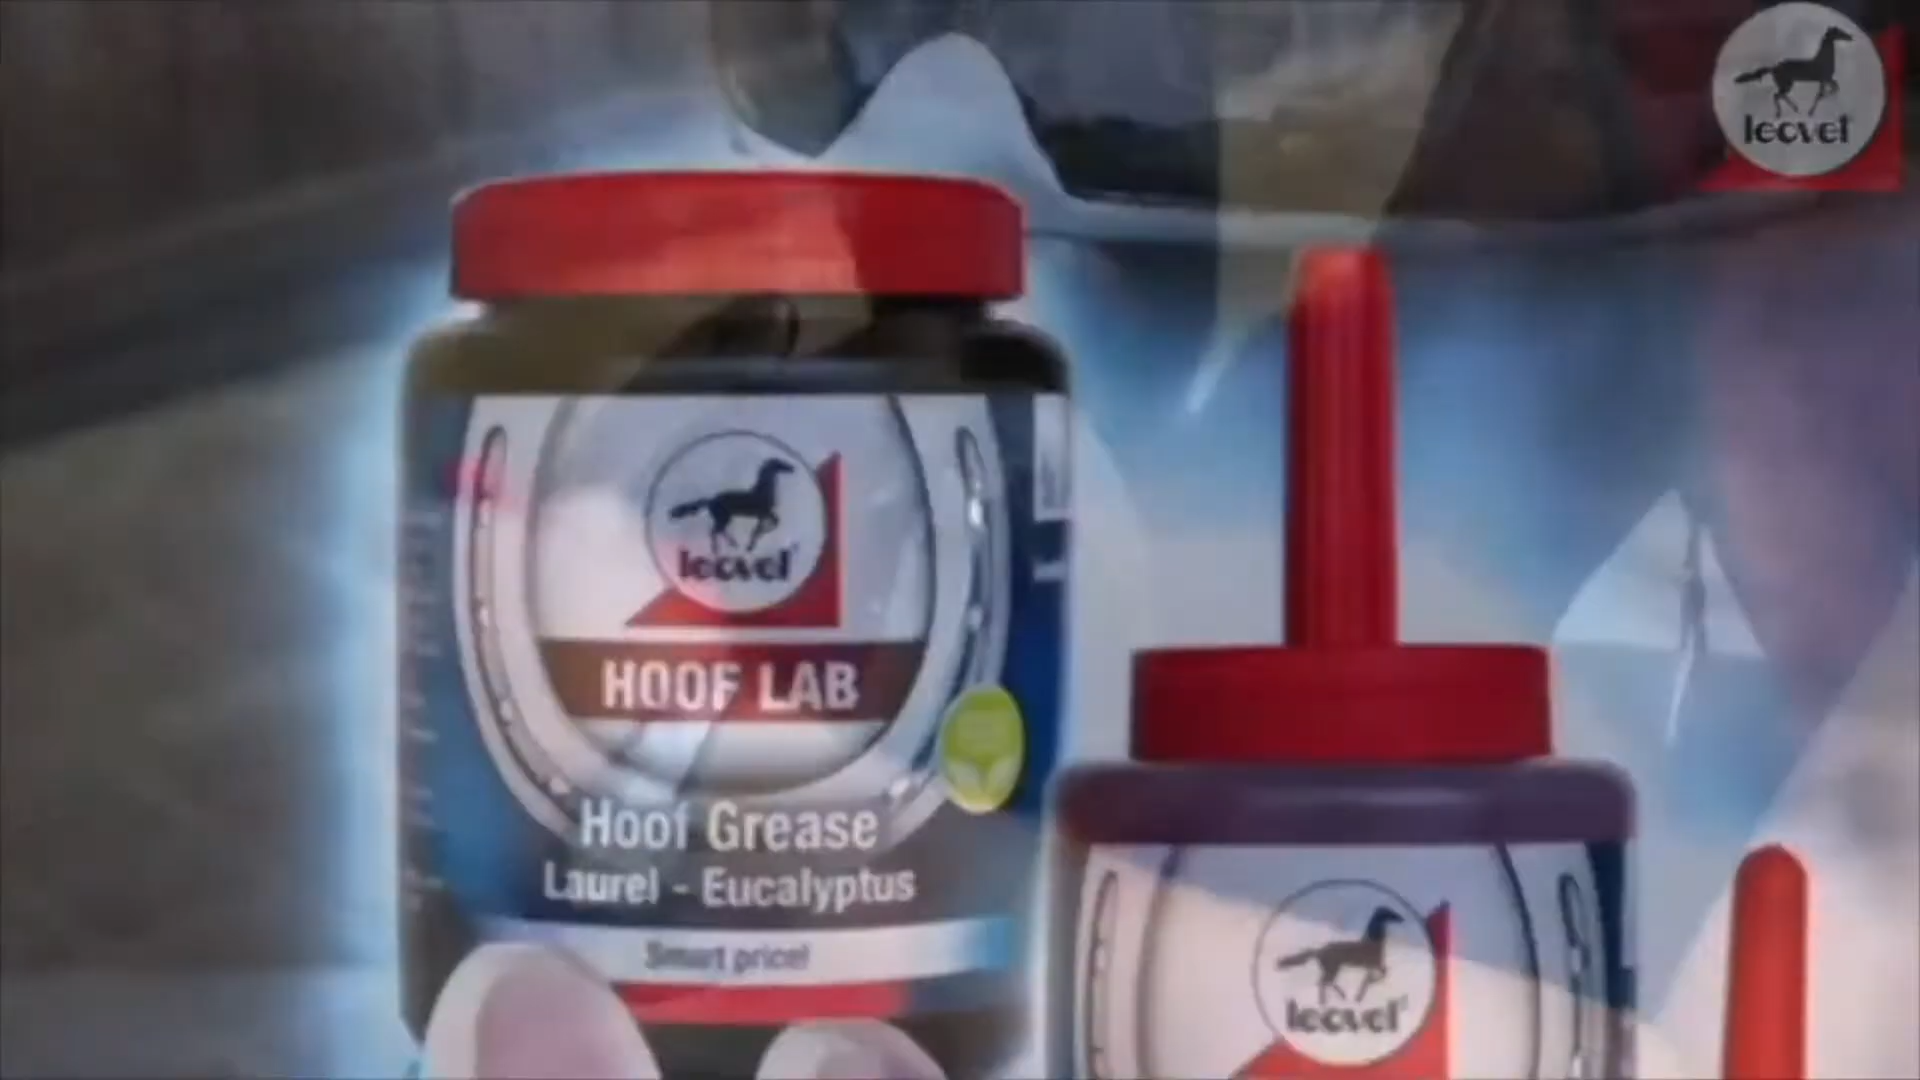 leovet
leovet
HOOF LAB
Hoof Grease
Laurel - Eucalyptus
Smart price!
leovet